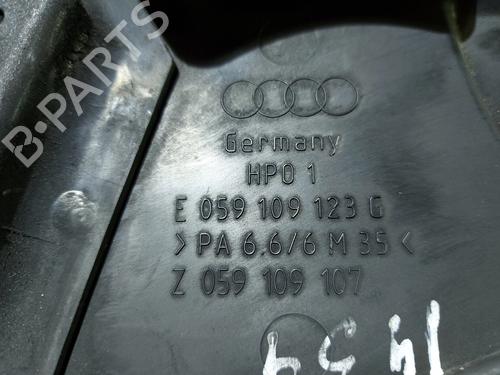 B-PARTS
Germany
HPO 1
E 059 109 123 G
>PA 6.6/6 M 35<
Z 059 109 107